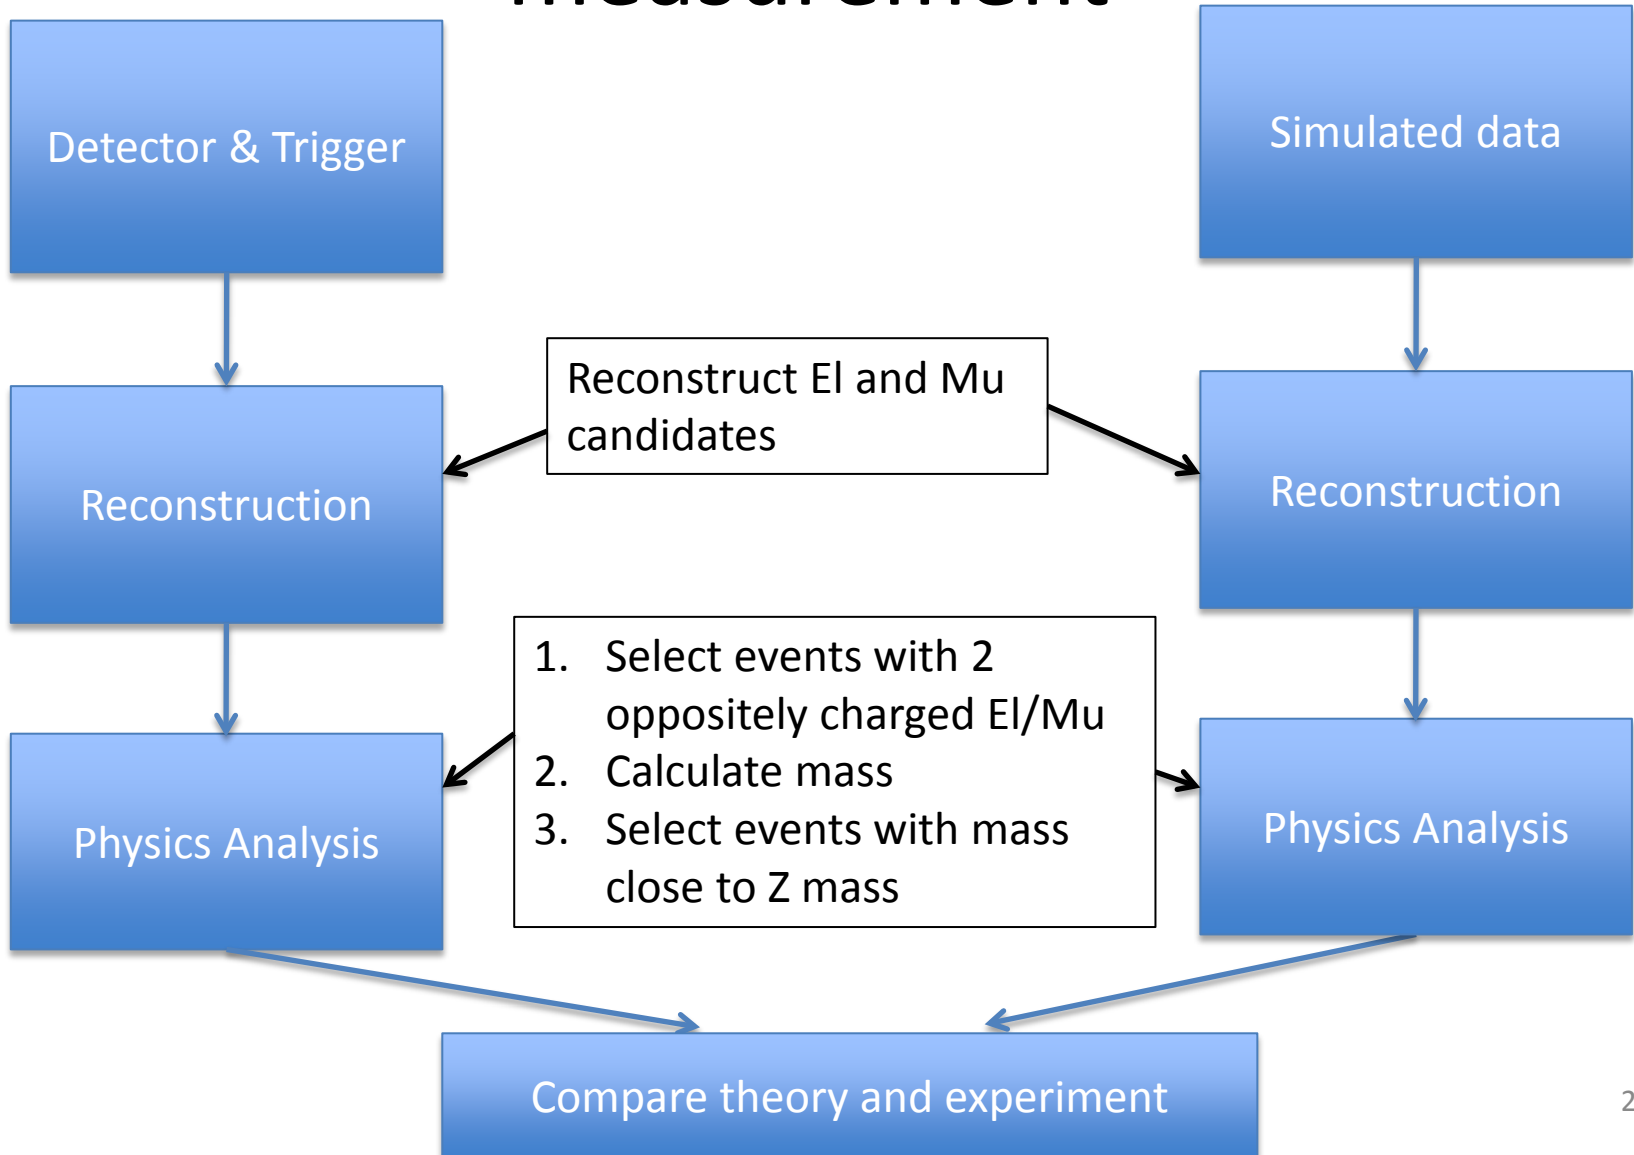 measurement
Detector & Trigger
Simulated data
Reconstruct El and Mu
candidates
Reconstruction
Reconstruction
1. Select events with 2
oppositely charged El/Mu
2. Calculate mass
3. Select events with mass
close to Z mass
Physics Analysis
Physics Analysis
Compare theory and experiment
2